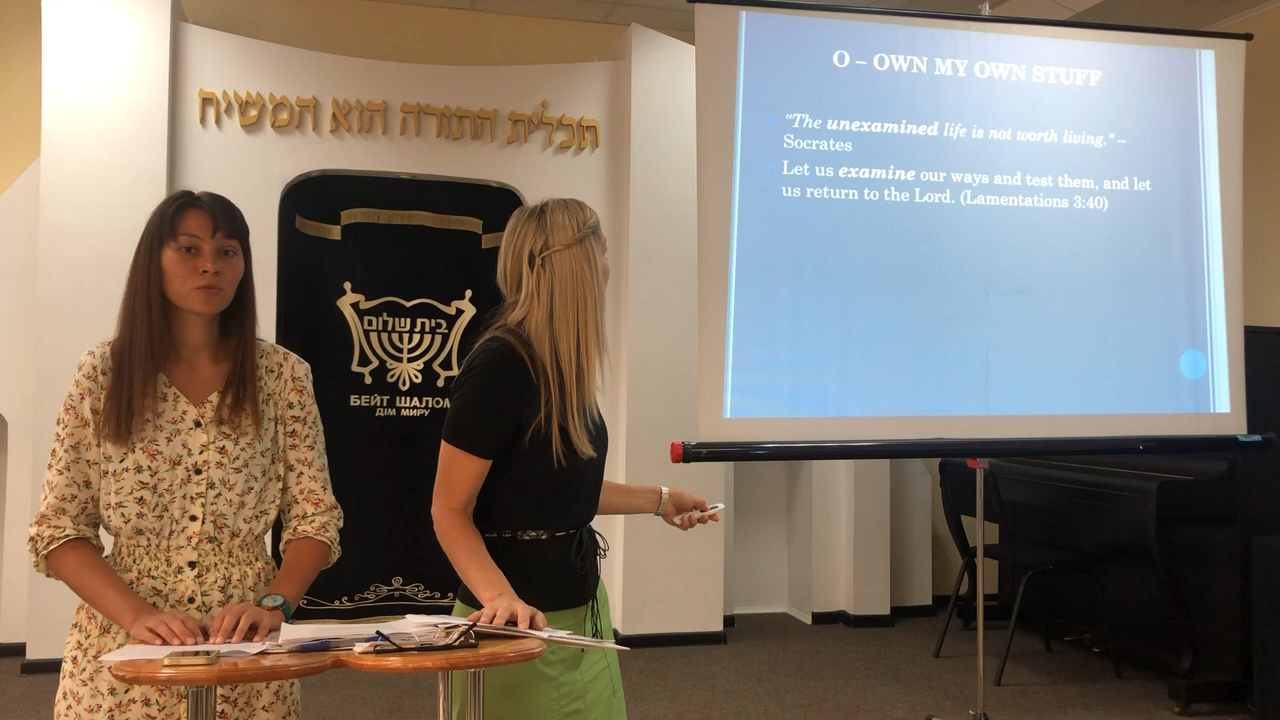 תכלית התורה הוא המשיח
בית שלום
БЕЙТ ШАЛОМ
ДІМ МИРУ
O – OWN MY OWN STUFF
"The unexamined life is not worth living." –
Socrates
Let us examine our ways and test them, and let
us return to the Lord. (Lamentations 3:40)